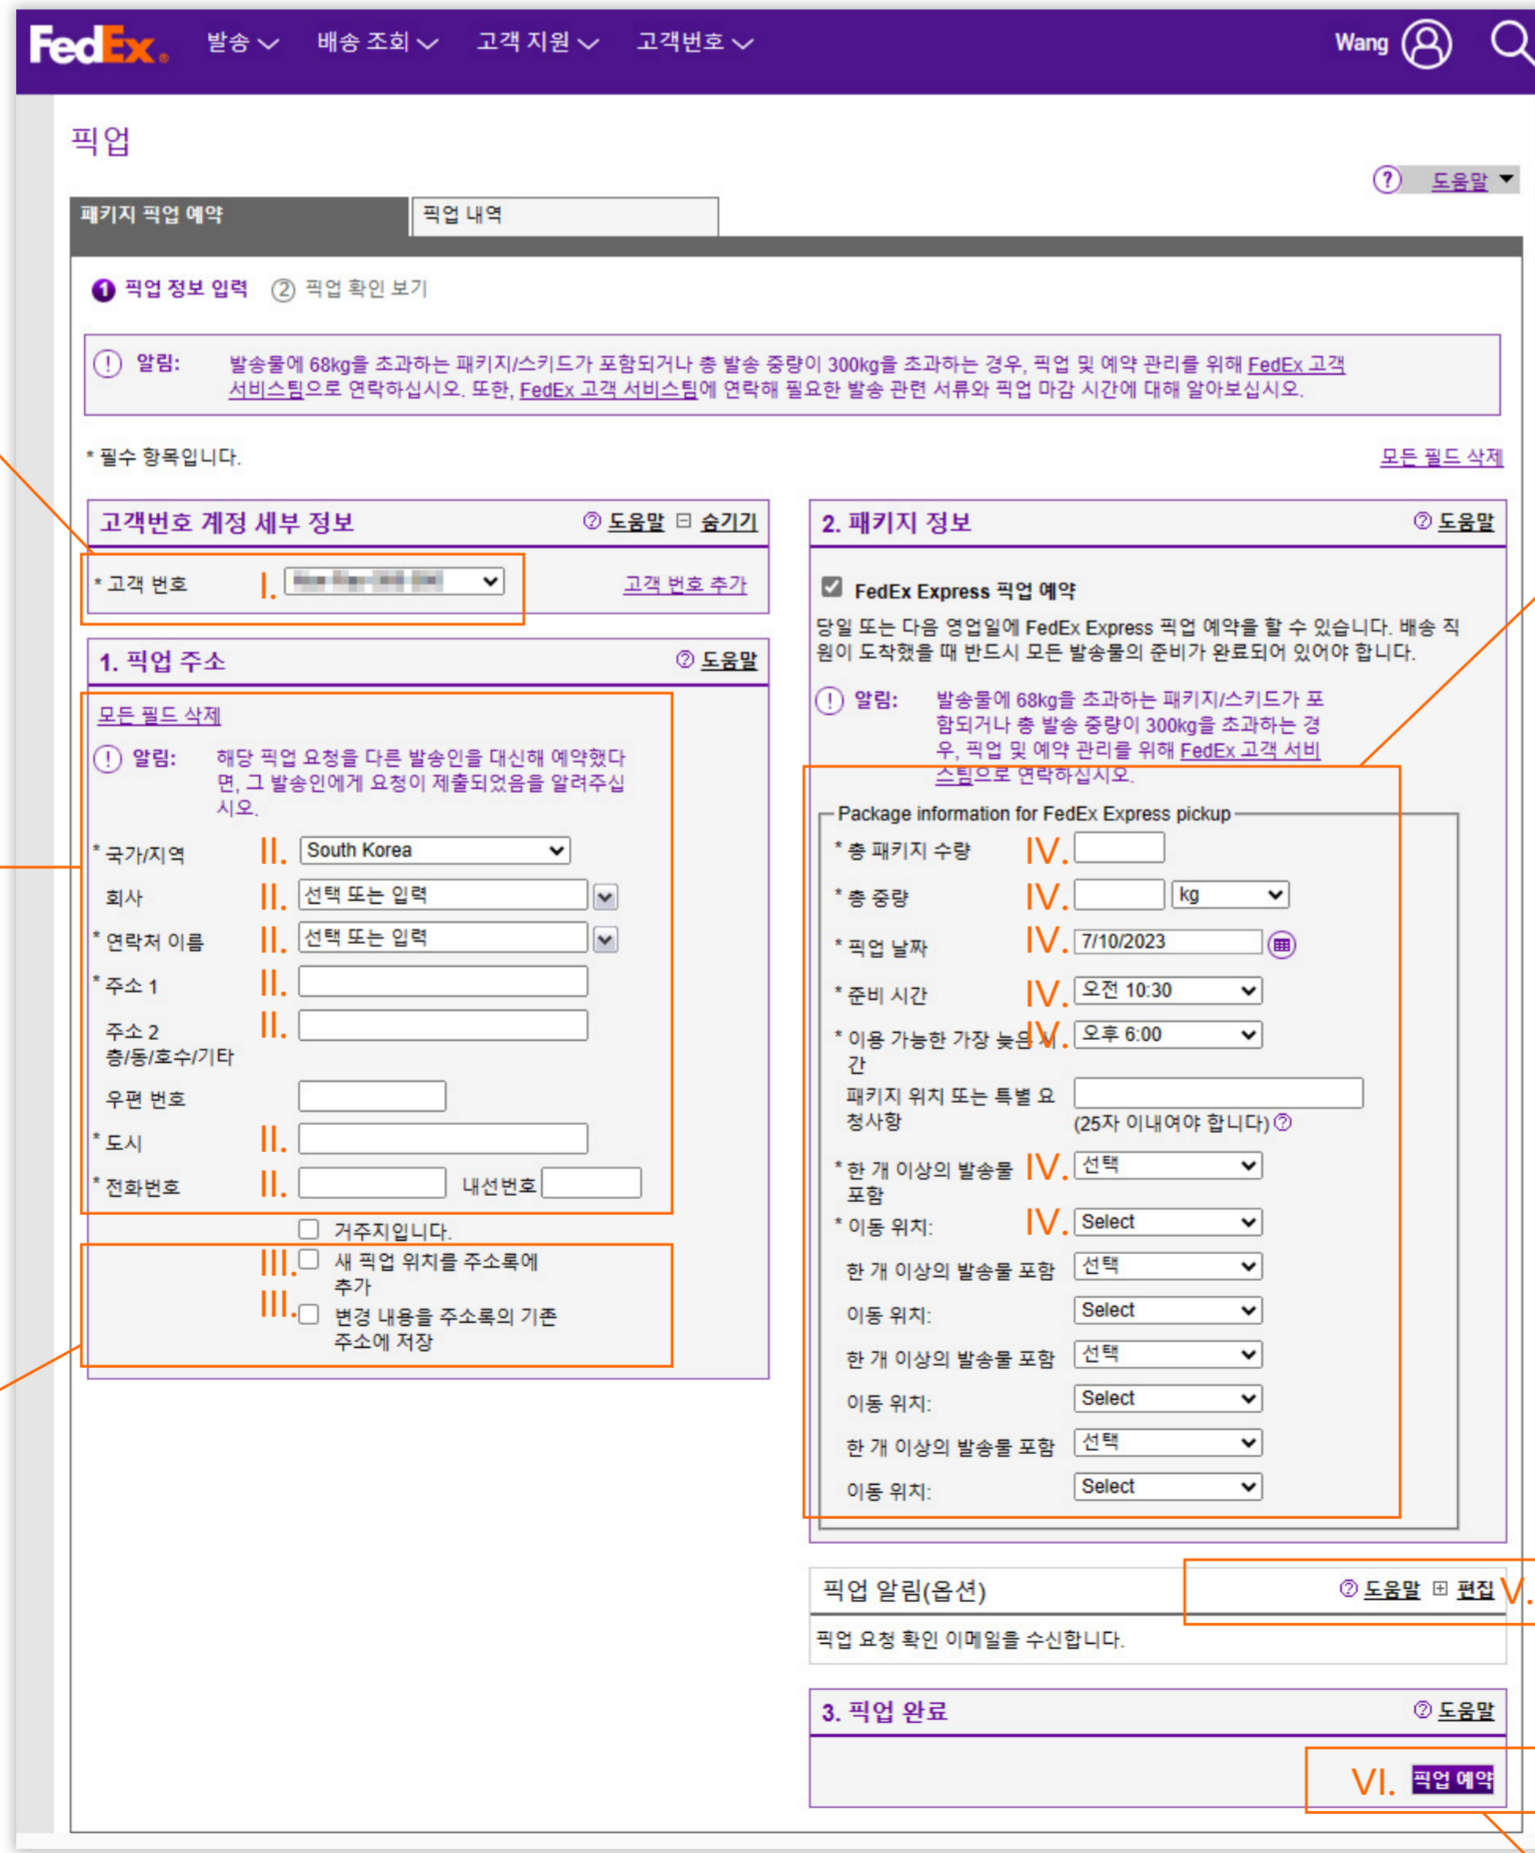 FedEx®
발송 배송 조회 고객 지원 고객번호 Wang
픽업
? 도움말
패키지 픽업 예약 픽업 내역
1 픽업 정보 입력 2 픽업 확인 보기
! 알림: 발송물에 68kg을 초과하는 패키지/스키드가 포함되거나 총 발송 중량이 300kg을 초과하는 경우, 픽업 및 예약 관리를 위해 FedEx 고객
서비스팀으로 연락하십시오. 또한, FedEx 고객 서비스팀에 연락해 필요한 발송 관련 서류와 픽업 마감 시간에 대해 알아보십시오.
* 필수 항목입니다. 모든 필드 삭제
고객번호 계정 세부 정보 ? 도움말 숨기기
* 고객 번호 I. 고객 번호 추가
1. 픽업 주소 ? 도움말
모든 필드 삭제
! 알림: 해당 픽업 요청을 다른 발송인을 대신해 예약했다
면, 그 발송인에게 요청이 제출되었음을 알려주십
시오.
* 국가/지역 II. South Korea
회사 II. 선택 또는 입력
* 연락처 이름 II. 선택 또는 입력
* 주소 1 II.
주소 2 II.
층/동/호수/기타
우편 번호
* 도시 II.
* 전화번호 II. 내선번호
거주지입니다.
III. 새 픽업 위치를 주소록에
추가
III. 변경 내용을 주소록의 기존
주소에 저장
2. 패키지 정보 ? 도움말
FedEx Express 픽업 예약
당일 또는 다음 영업일에 FedEx Express 픽업 예약을 할 수 있습니다. 배송 직
원이 도착했을 때 반드시 모든 발송물의 준비가 완료되어 있어야 합니다.
! 알림: 발송물에 68kg을 초과하는 패키지/스키드가 포
함되거나 총 발송 중량이 300kg을 초과하는 경
우, 픽업 및 예약 관리를 위해 FedEx 고객 서비
스팀으로 연락하십시오.
Package information for FedEx Express pickup
* 총 패키지 수량 IV.
* 총 중량 IV. kg
* 픽업 날짜 IV. 7/10/2023
* 준비 시간 IV. 오전 10:30
* 이용 가능한 가장 늦은 시 IV. 오후 6:00
간
패키지 위치 또는 특별 요
청사항 (25자 이내여야 합니다) ?
* 한 개 이상의 발송물 IV. 선택
포함
* 이동 위치: IV. Select
한 개 이상의 발송물 포함 선택
이동 위치: Select
한 개 이상의 발송물 포함 선택
이동 위치: Select
한 개 이상의 발송물 포함 선택
이동 위치: Select
픽업 알림(옵션) ? 도움말 편집 V.
픽업 요청 확인 이메일을 수신합니다.
3. 픽업 완료 ? 도움말
VI. 픽업 예약